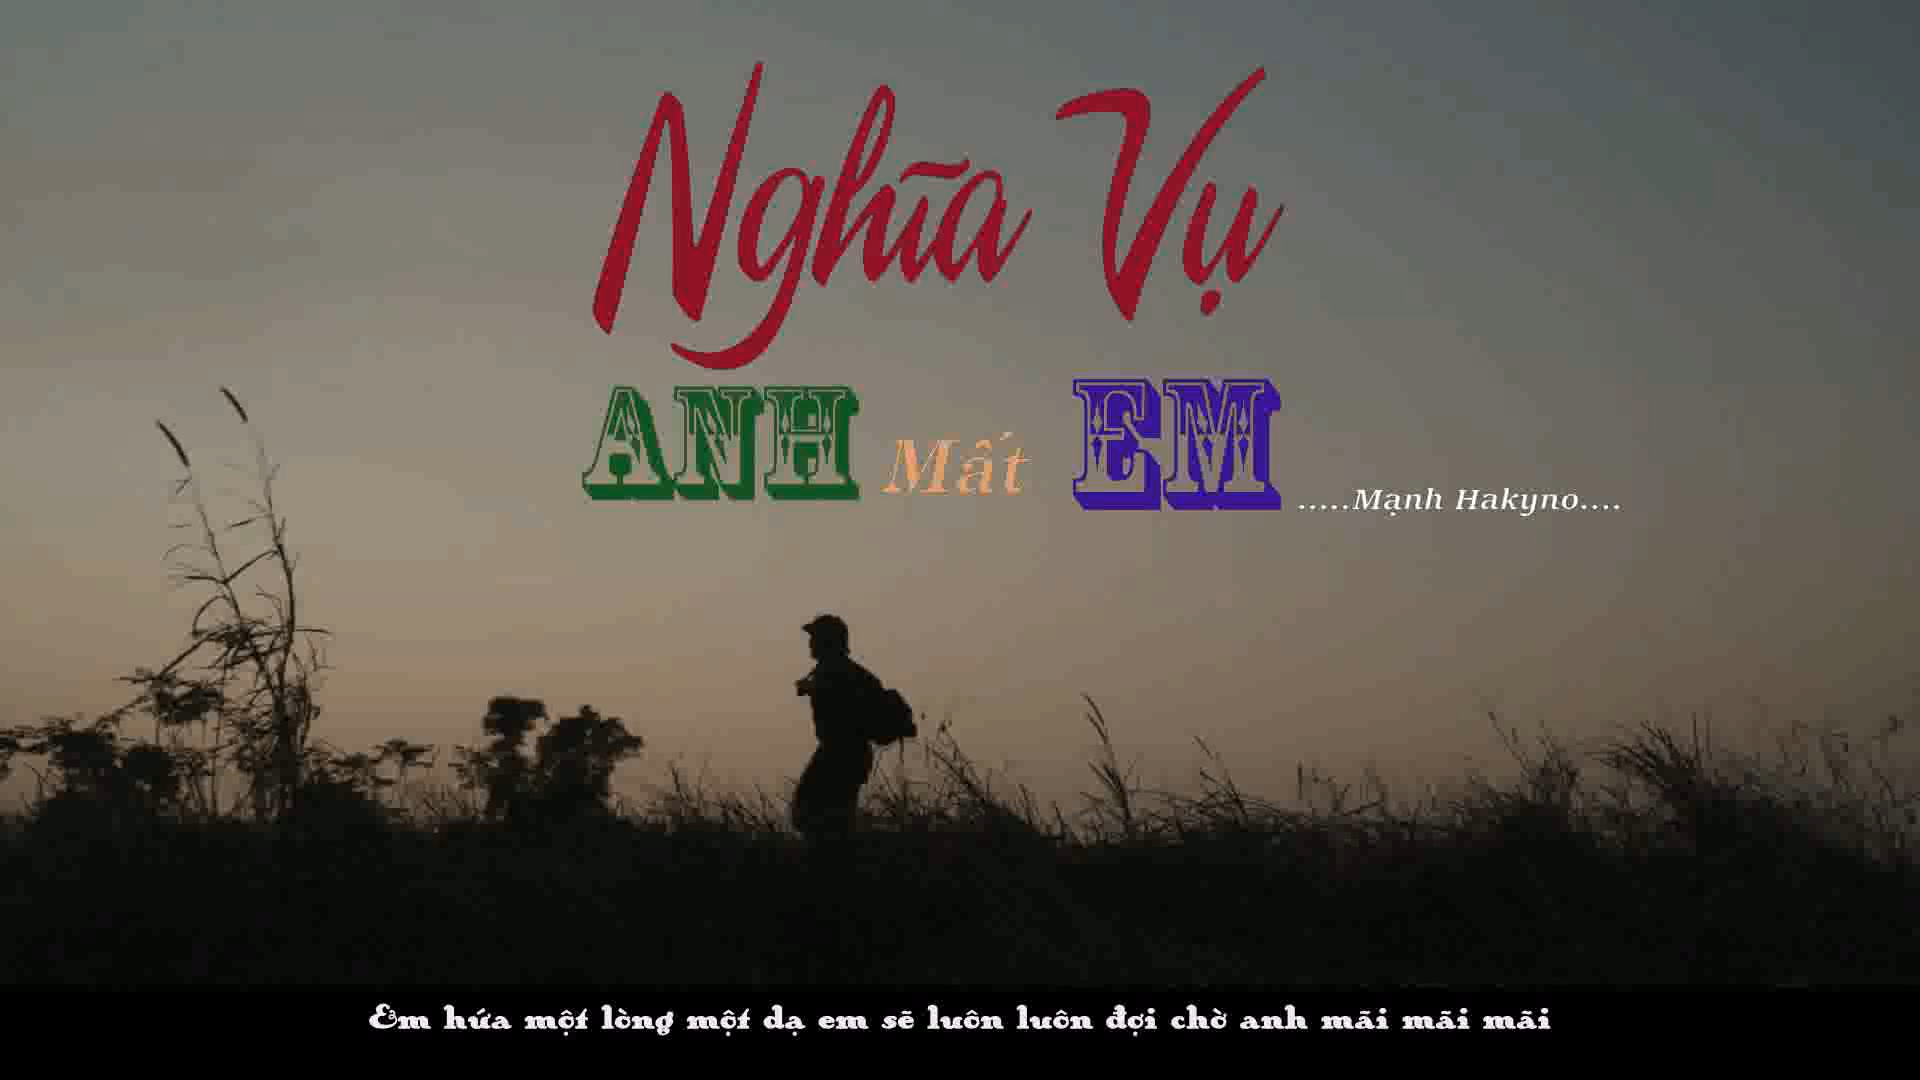 Nghĩa Vụ
ANH Mất EM .....Mạnh Hakyno....
Em hứa một lòng một dạ em sẽ luôn luôn đợi chờ anh mãi mãi mãi